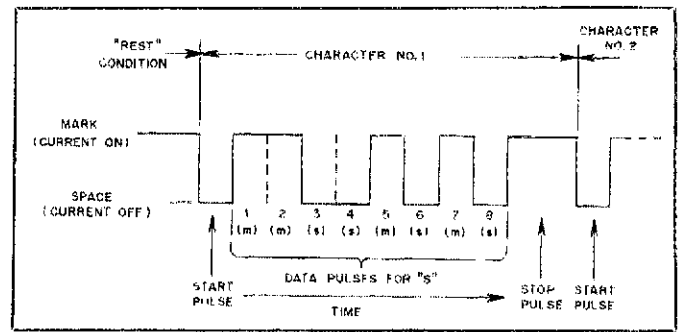 "REST"
CONDITION
CHARACTER NO. 1
CHARACTER
NO. 2
MARK
(CURRENT ON)
SPACE
(CURRENT OFF)
1 2 3 4 5 6 7 8
(m) (m) (s) (s) (m) (s) (m) (s)
DATA PULSES FOR "S"
START
PULSE
TIME
STOP
PULSE
START
PULSE